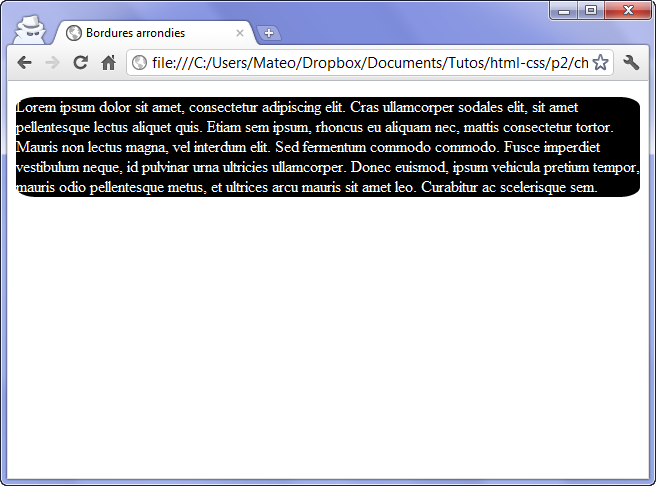 Bordures arrondies
file:///C:/Users/Mateo/Dropbox/Documents/Tutos/html-css/p2/ch
Lorem ipsum dolor sit amet, consectetur adipiscing elit. Cras ullamcorper sodales elit, sit amet
pellentesque lectus aliquet quis. Etiam sem ipsum, rhoncus eu aliquam nec, mattis consectetur tortor.
Mauris non lectus magna, vel interdum elit. Sed fermentum commodo commodo. Fusce imperdiet
vestibulum neque, id pulvinar urna ultricies ullamcorper. Donec euismod, ipsum vehicula pretium tempor,
mauris odio pellentesque metus, et ultrices arcu mauris sit amet leo. Curabitur ac scelerisque sem.